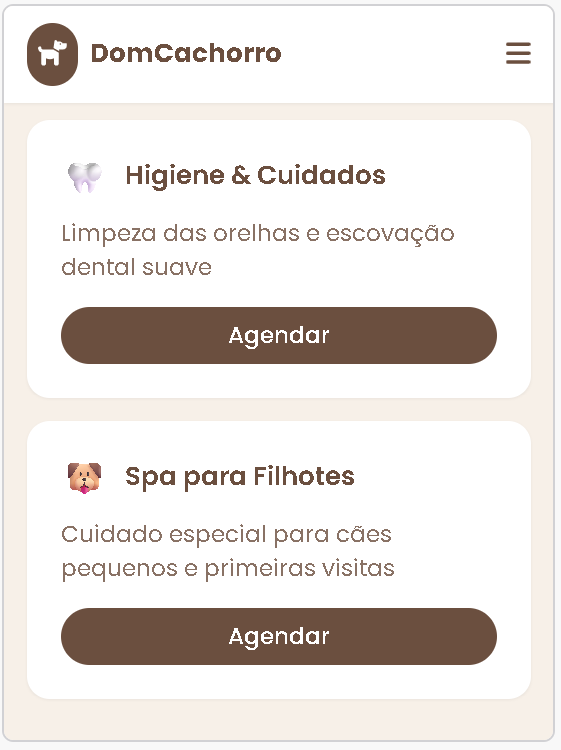 DomCachorro
Higiene & Cuidados
Limpeza das orelhas e escovação
dental suave
Agendar
Spa para Filhotes
Cuidado especial para cães
pequenos e primeiras visitas
Agendar